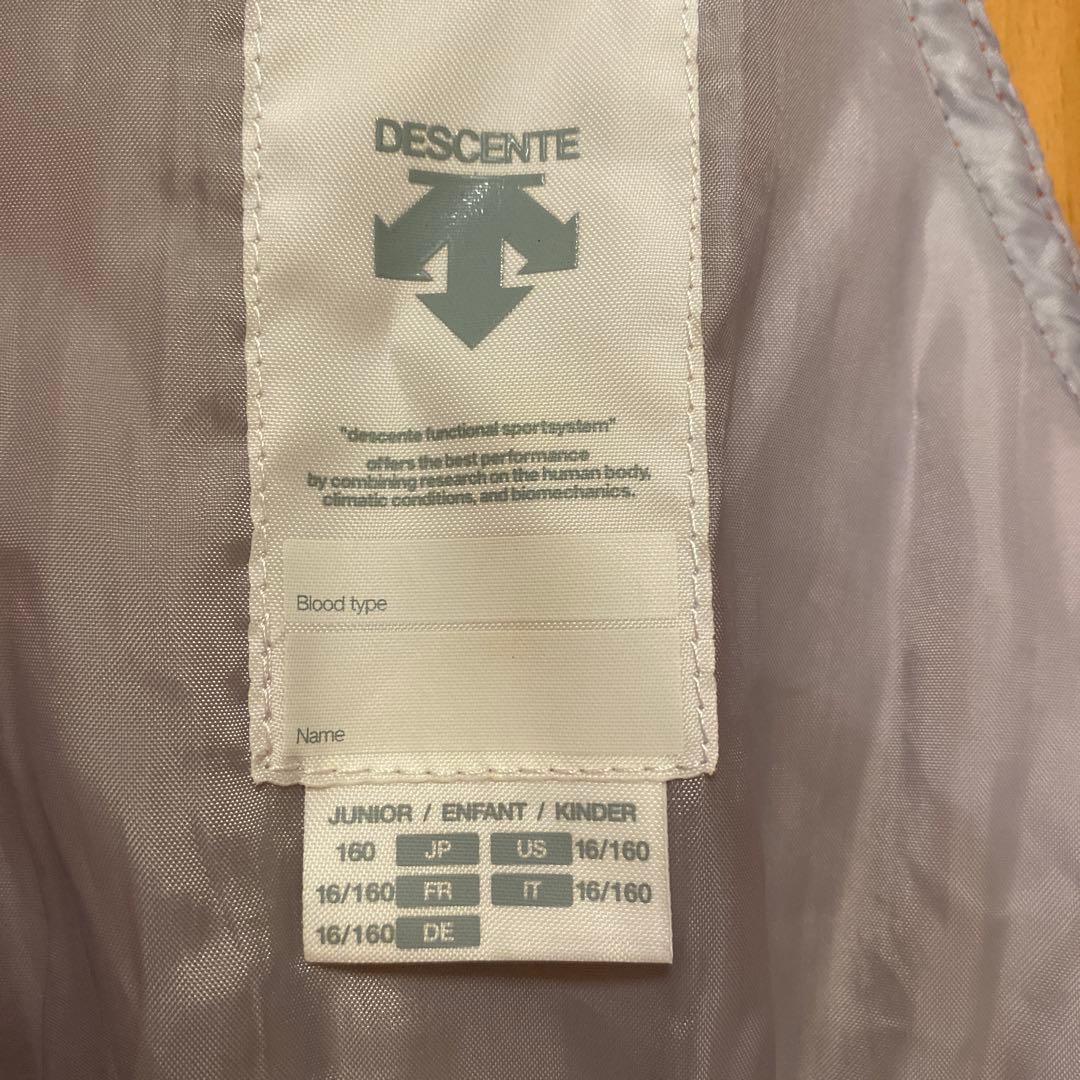 DESCENTE
"descente functional sportsystem"
offers the best performance
by combining research on the human body,
climatic conditions, and biomechanics.
Blood type
Name
JUNIOR / ENFANT / KINDER
160 JP US 16/160
16/160 FR IT 16/160
16/160 DE